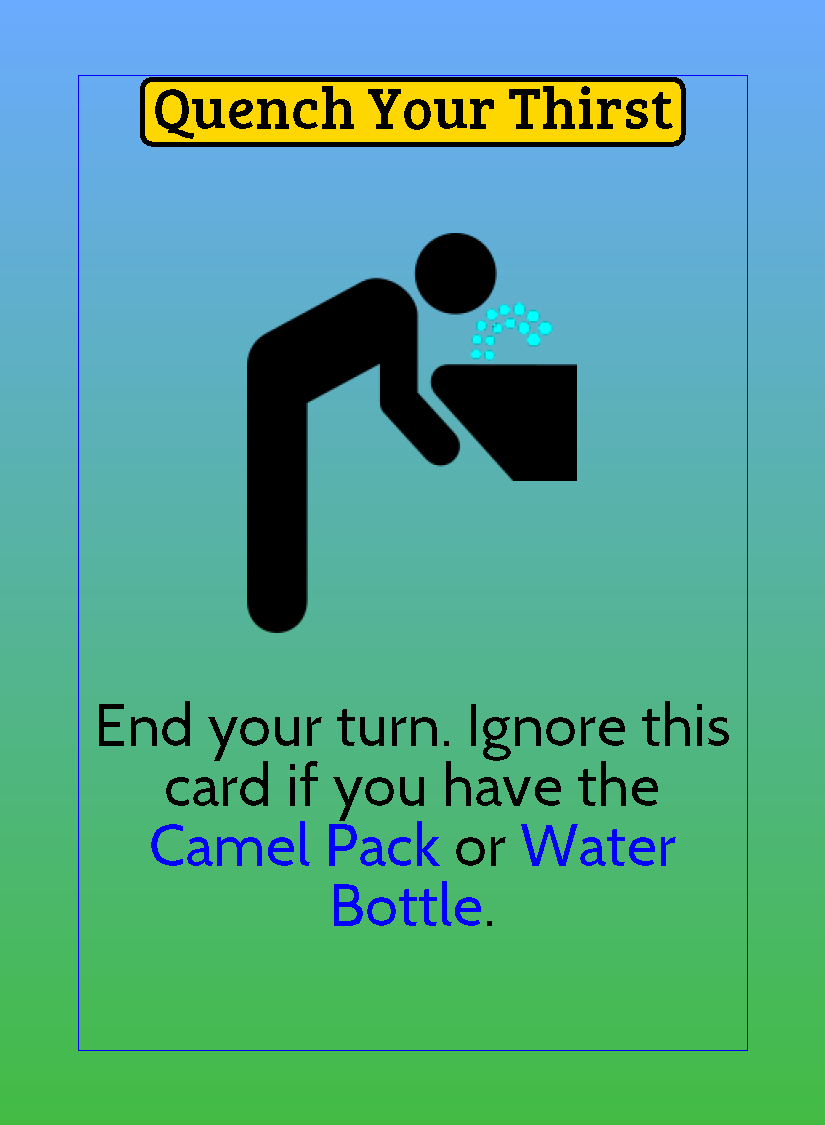 Quench Your Thirst
End your turn. Ignore this
card if you have the
Camel Pack or Water
Bottle.